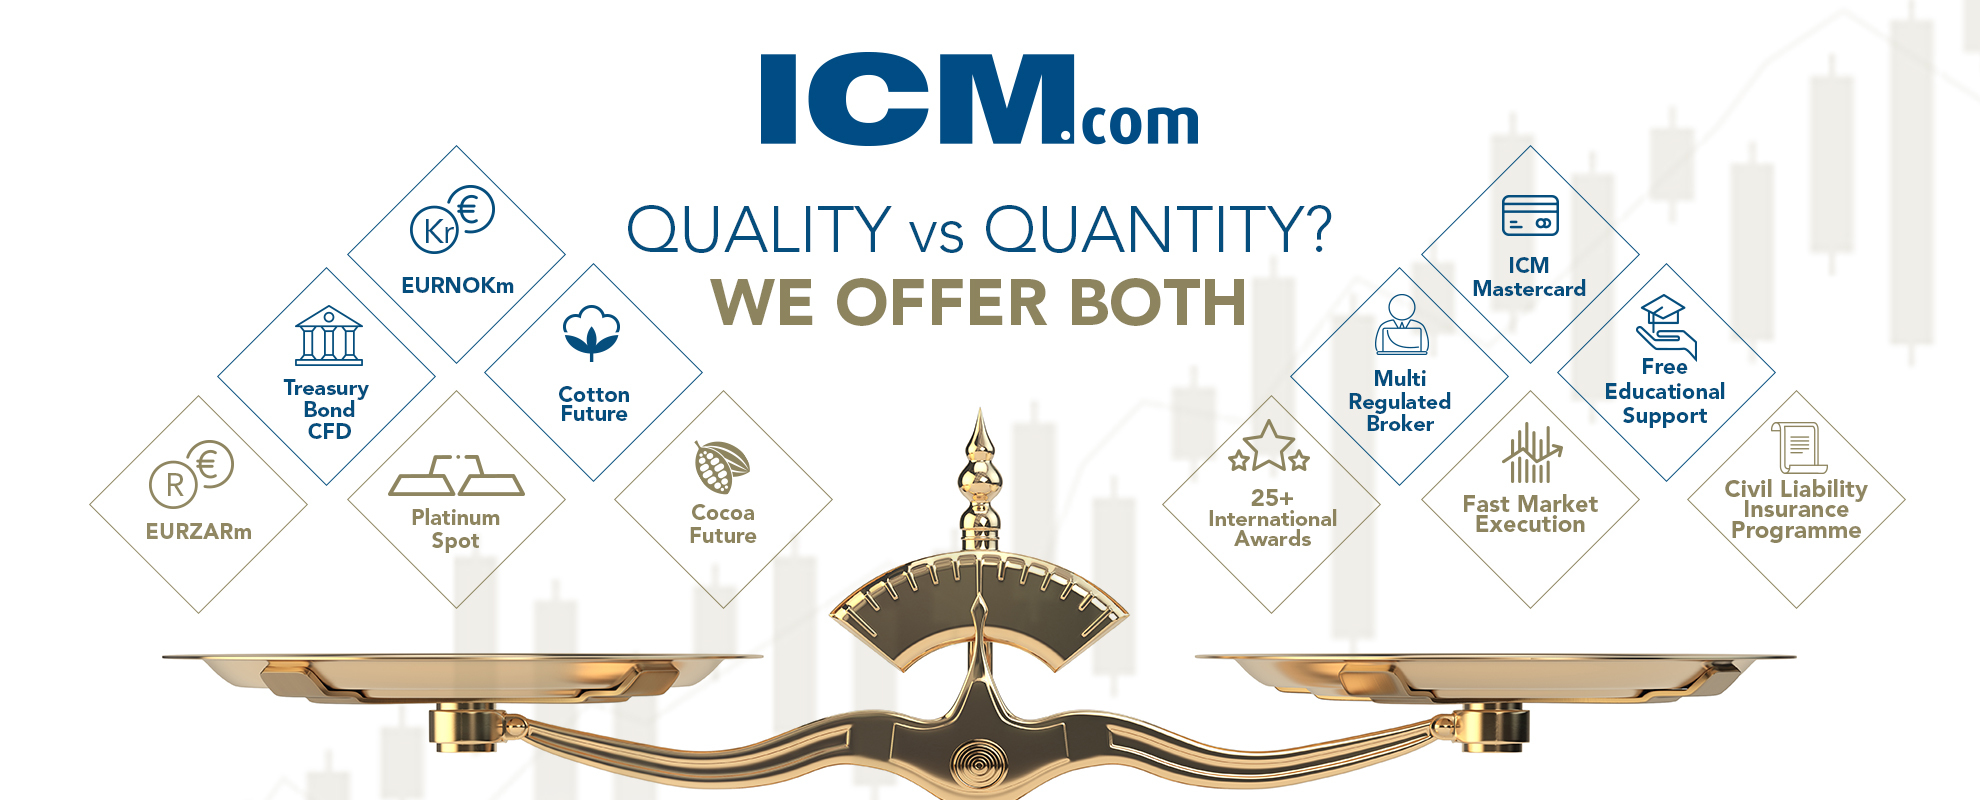 ICM.com
QUALITY vs QUANTITY?
WE OFFER BOTH
Kr €
EURNOKm
Treasury
Bond
CFD
Cotton
Future
R €
EURZARm
Platinum
Spot
Cocoa
Future
ICM
Mastercard
Multi
Regulated
Broker
Free
Educational
Support
25+
International
Awards
Fast Market
Execution
Civil Liability
Insurance
Programme